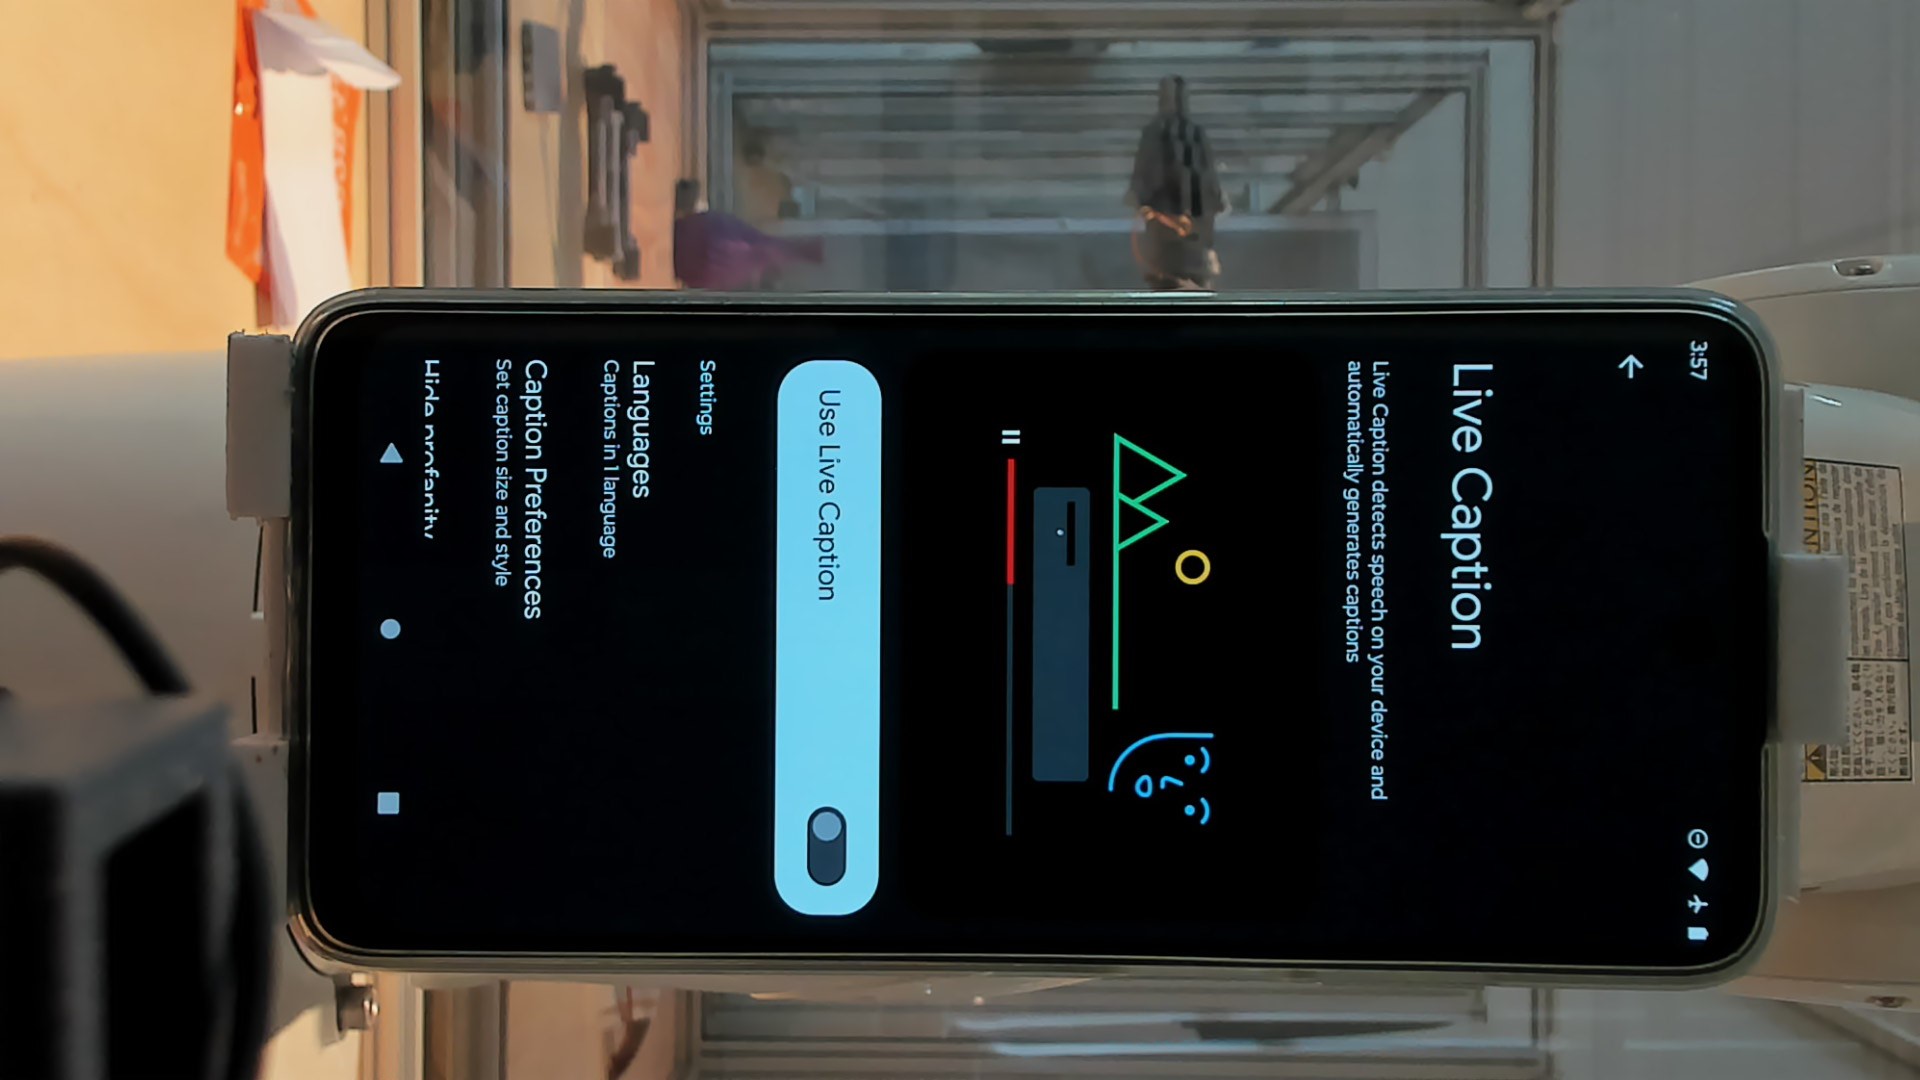 3:57
Live Caption
Live Caption detects speech on your device and
automatically generates captions
Use Live Caption
Settings
Languages
Captions in 1 language
Caption Preferences
Set caption size and style
Hide profanity